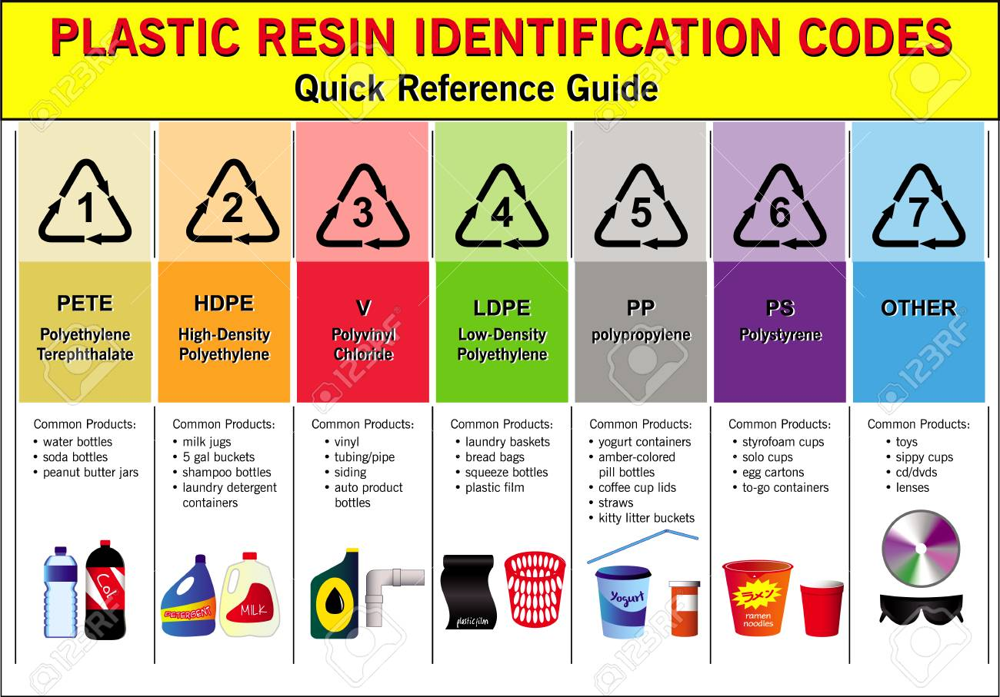 PLASTIC RESIN IDENTIFICATION CODES
Quick Reference Guide
1
2
3
4
5
6
7
PETE
Polyethylene
Terephthalate
HDPE
High-Density
Polyethylene
V
Polyvinyl
Chloride
LDPE
Low-Density
Polyethylene
PP
polypropylene
PS
Polystyrene
OTHER
Common Products:
• water bottles
• soda bottles
• peanut butter jars
Common Products:
• milk jugs
• 5 gal buckets
• shampoo bottles
• laundry detergent
containers
Common Products:
• vinyl
• tubing/pipe
• siding
• auto product
bottles
Common Products:
• laundry baskets
• bread bags
• squeeze bottles
• plastic film
Common Products:
• yogurt containers
• amber-colored
pill bottles
• coffee cup lids
• straws
• kitty litter buckets
Common Products:
• styrofoam cups
• solo cups
• egg cartons
• to-go containers
Common Products:
• toys
• sippy cups
• cd/dvds
• lenses
DETERGENT
MILK
plastic film
Yogurt
ラメン
ramen
noodles
123RF